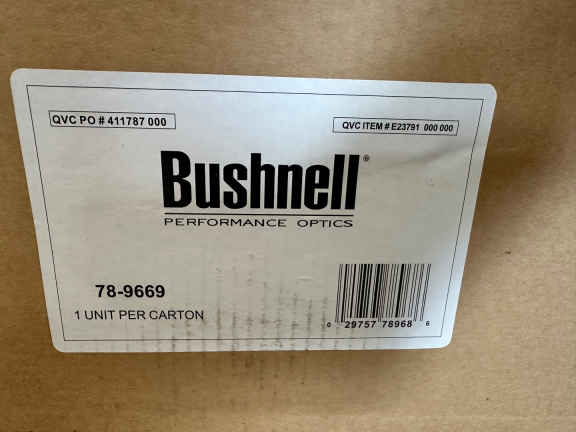 QVC PO # 411787 000
QVC ITEM # E23791 000 000
Bushnell®
PERFORMANCE OPTICS
78-9669
1 UNIT PER CARTON
0 29757 78968 6